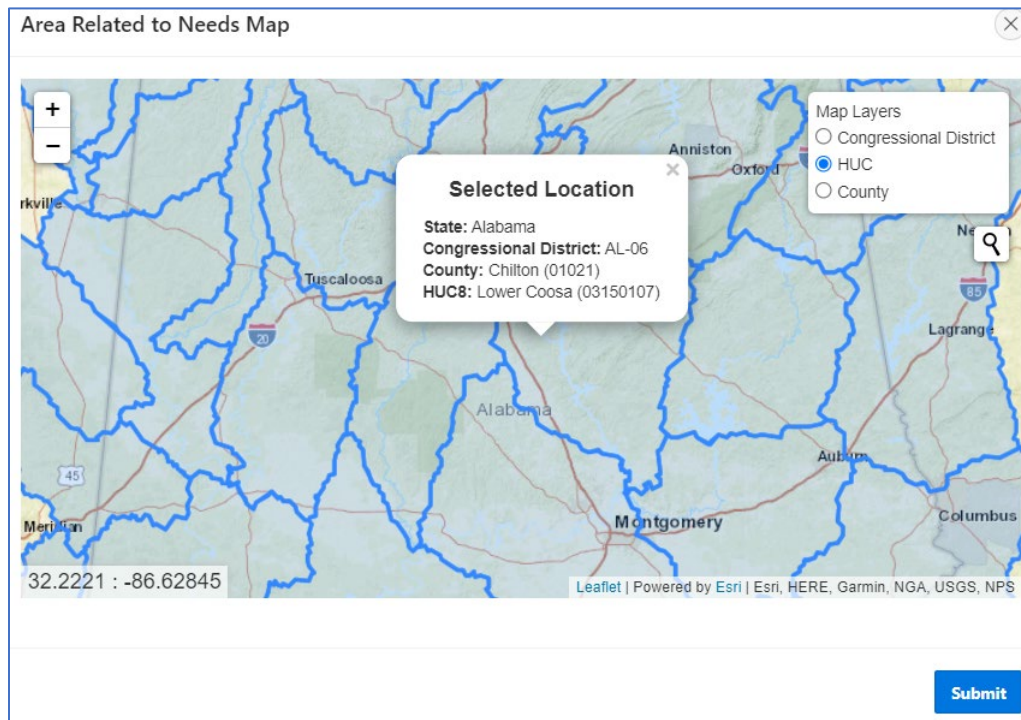 Area Related to Needs Map
+
−
Map Layers
Congressional District
HUC
County
Anniston
Oxford
Selected Location
State: Alabama
Congressional District: AL-06
County: Chilton (01021)
HUC8: Lower Coosa (03150107)
rkville
Ne
Tuscaloosa
85
20
Lagrange
Alabama
45
Auburn
Meridian
Montgomery
Columbus
32.2221 : -86.62845
Leaflet | Powered by Esri | Esri, HERE, Garmin, NGA, USGS, NPS
Submit